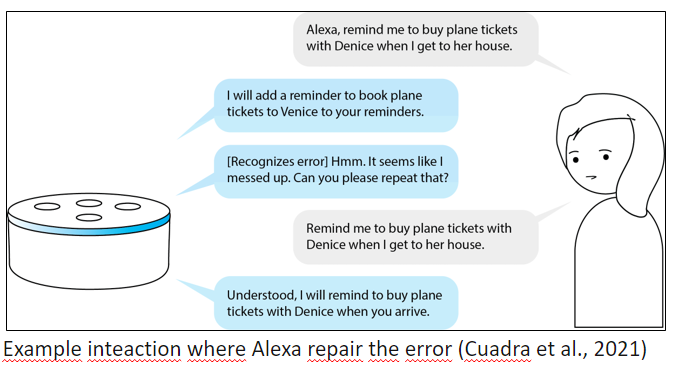 Alexa, remind me to buy plane tickets
with Denice when I get to her house.
I will add a reminder to book plane
tickets to Venice to your reminders.
[Recognizes error] Hmm. It seems like I
messed up. Can you please repeat that?
Remind me to buy plane tickets with
Denice when I get to her house.
Understood, I will remind to buy plane
tickets with Denice when you arrive.
Example inteaction where Alexa repair the error (Cuadra et al., 2021)